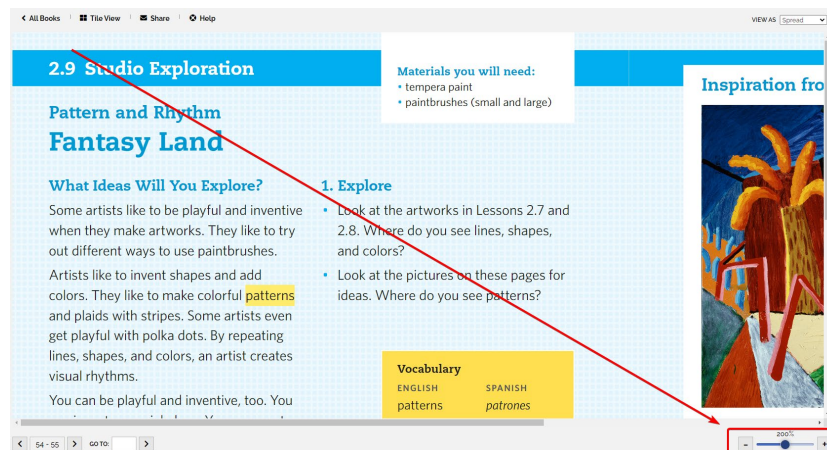 All Books Tile View Share Help VIEW AS Spread
2.9 Studio Exploration
Materials you will need:
• tempera paint
• paintbrushes (small and large)
Inspiration fro
Pattern and Rhythm
Fantasy Land
What Ideas Will You Explore?
Some artists like to be playful and inventive
when they make artworks. They like to try
out different ways to use paintbrushes.
Artists like to invent shapes and add
colors. They like to make colorful patterns
and plaids with stripes. Some artists even
get playful with polka dots. By repeating
lines, shapes, and colors, an artist creates
visual rhythms.
You can be playful and inventive, too. You
1. Explore
• Look at the artworks in Lessons 2.7 and
2.8. Where do you see lines, shapes,
and colors?
• Look at the pictures on these pages for
ideas. Where do you see patterns?
Vocabulary
ENGLISH SPANISH
patterns patrones
54 - 55 GO TO:
200%
- +